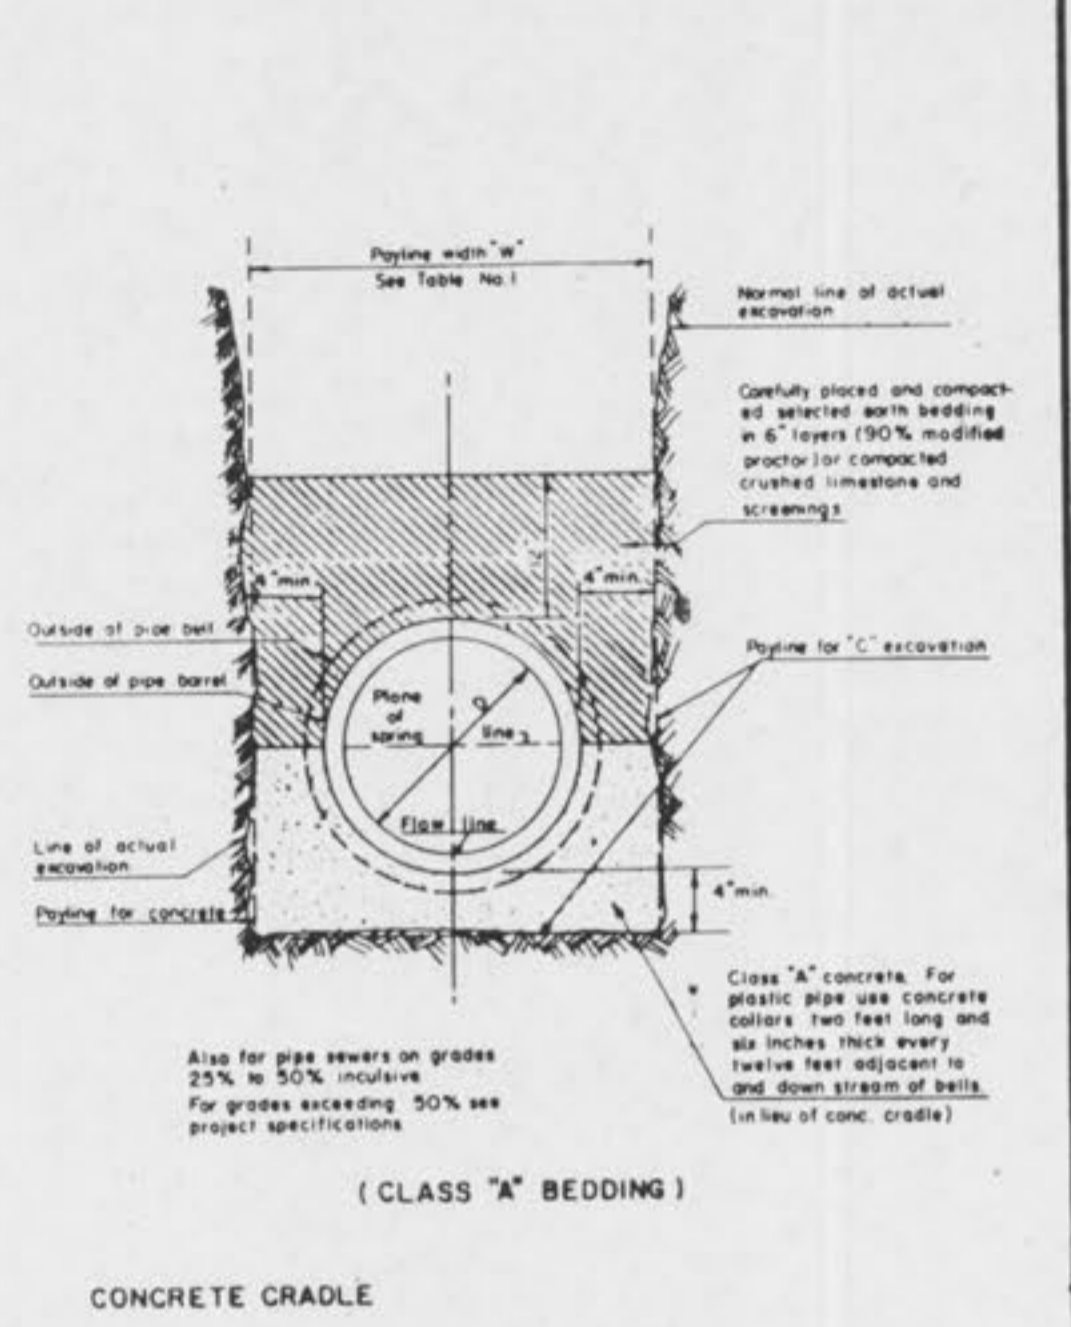 Payline width "W"
See Table No. 1
Normal line of actual
excavation
Carefully placed and compact-
ed selected earth bedding
in 6" layers (90% modified
proctor) or compacted
crushed limestone and
screenings
4" min.
4" min.
Outside of pipe bell
Outside of pipe barrel
Payline for "C" excavation
Plane
of
spring
line
D
Flow line
Line of actual
excavation
Payline for concrete
4" min.
Class "A" concrete. For
plastic pipe use concrete
collars two feet long and
six inches thick every
twelve feet adjacent to
and down stream of bells
(in lieu of conc. cradle)
Also for pipe sewers on grades
25% to 50% inculsive
For grades exceeding 50% see
project specifications
(CLASS "A" BEDDING)
CONCRETE CRADLE